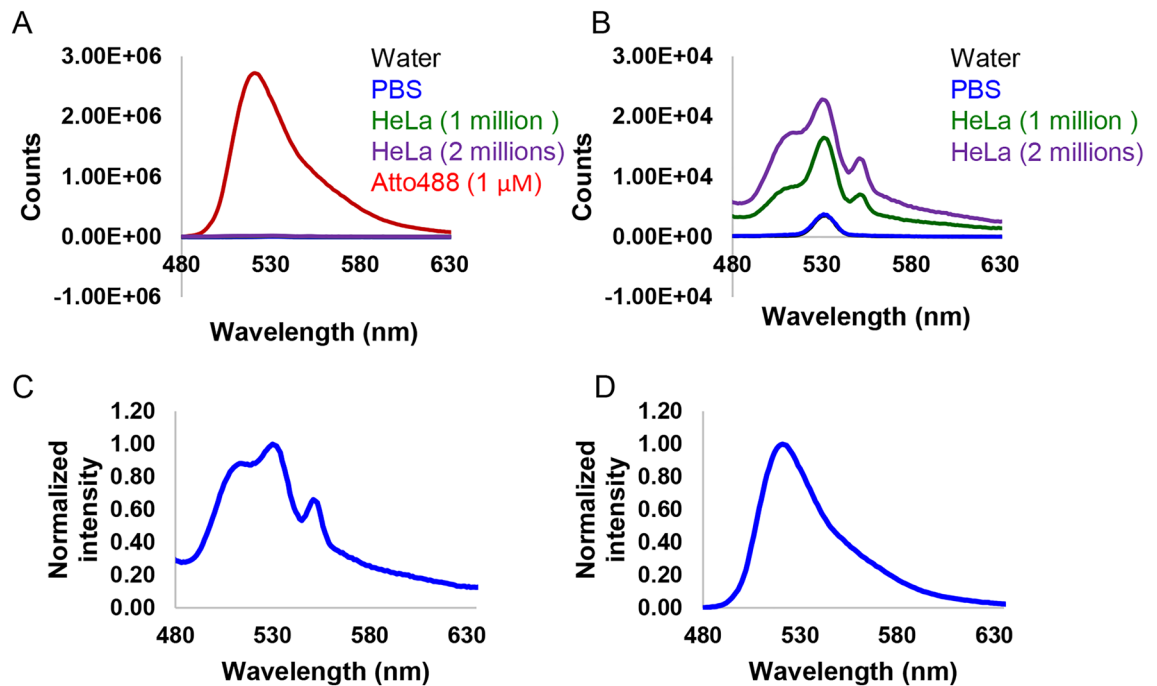 A
3.00E+06
2.00E+06
1.00E+06
0.00E+00
-1.00E+06
Counts
480 530 580 630
Wavelength (nm)
Water
PBS
HeLa (1 million )
HeLa (2 millions)
Atto488 (1 µM)
B
3.00E+04
2.00E+04
1.00E+04
0.00E+00
-1.00E+04
Counts
480 530 580 630
Wavelength (nm)
Water
PBS
HeLa (1 million )
HeLa (2 millions)
C
1.20
1.00
0.80
0.60
0.40
0.20
0.00
Normalized
intensity
480 530 580 630
Wavelength (nm)
D
1.20
1.00
0.80
0.60
0.40
0.20
0.00
Normalized
intensity
480 530 580 630
Wavelength (nm)